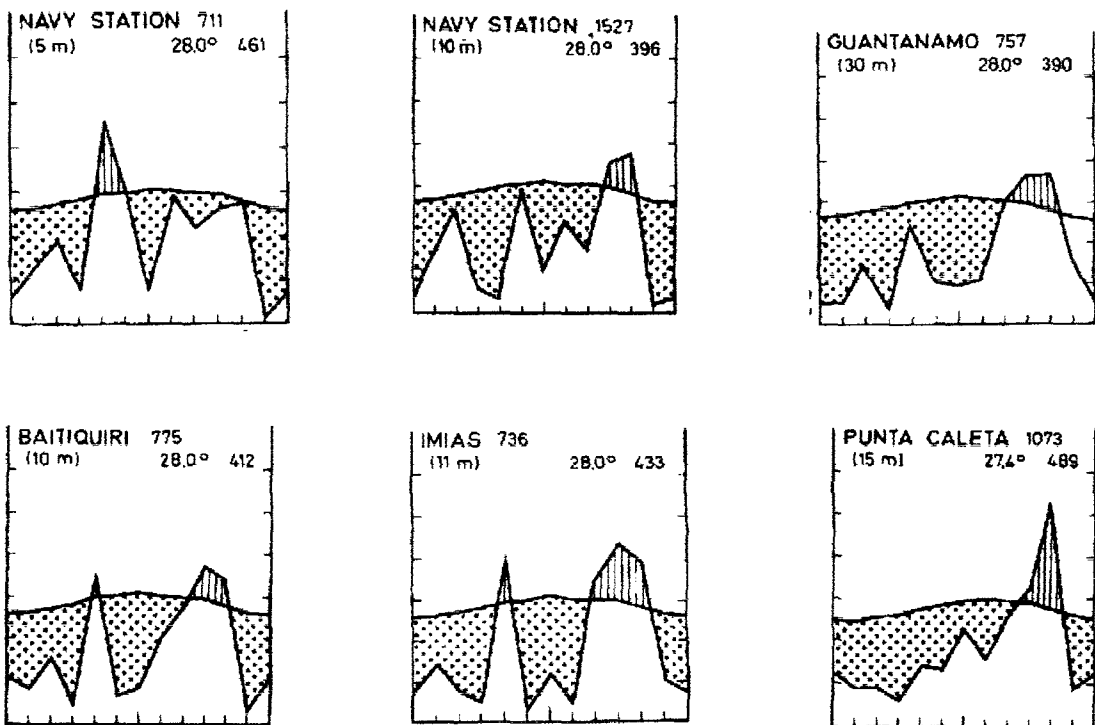 NAVY STATION 711
(5 m) 28.0° 461
NAVY STATION 1527
(10 m) 28.0° 396
GUANTANAMO 757
(30 m) 28.0° 390
BAITIQUIRI 775
(10 m) 28.0° 412
IMIAS 736
(11 m) 28.0° 433
PUNTA CALETA 1073
(15 m) 27.4° 489